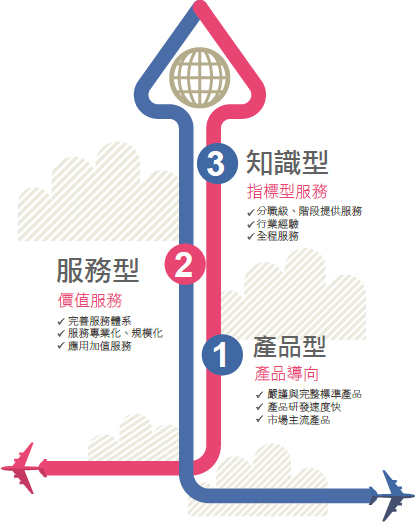 3
知識型
指標型服務
✓ 分職級、階段提供服務
✓ 行業經驗
✓ 全程服務
2
服務型
價值服務
✓ 完善服務體系
✓ 服務專業化、規模化
✓ 應用加值服務
1
產品型
產品導向
✓ 嚴謹與完整標準產品
✓ 產品研發速度快
✓ 市場主流產品